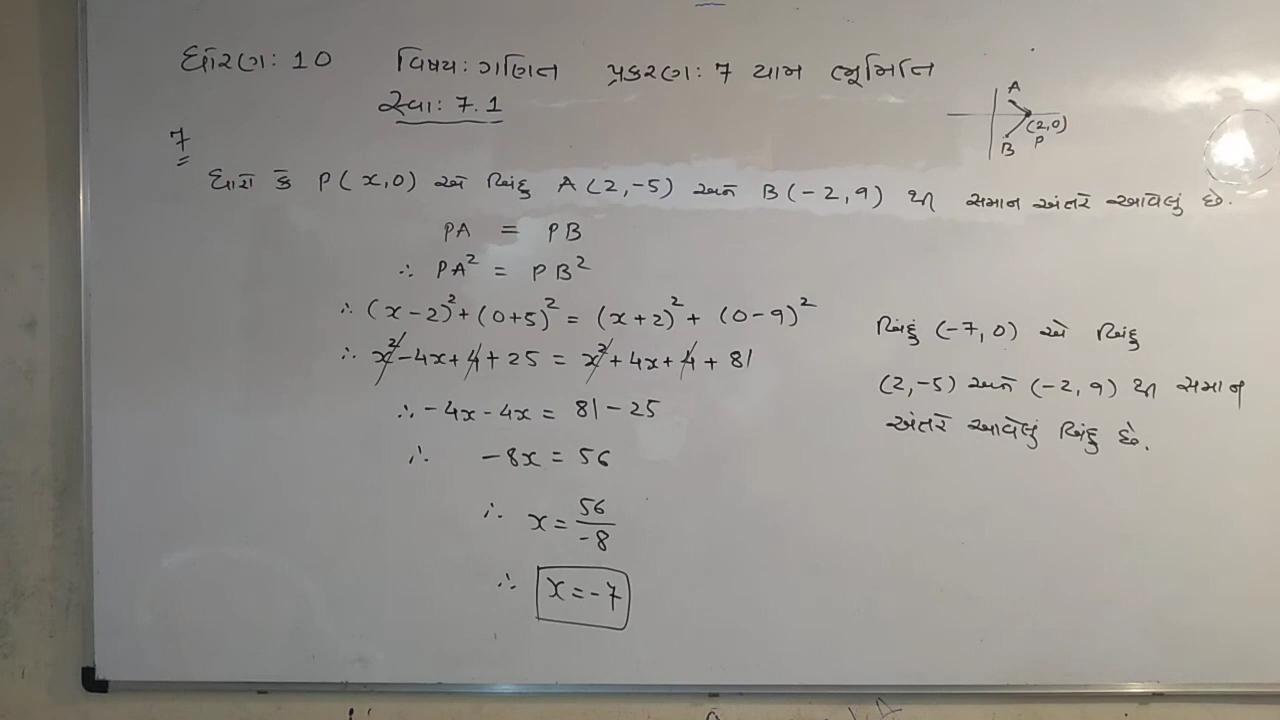 ધોરણ: 10 વિષય: ગણિત પ્રકરણ: 7 યામ ભૂમિતિ
સ્વા: 7.1
A
(2,0)
B P
7
ધારો કે P(x,0) એ બિંદુ A(2,-5) અને B(-2,9) થી સમાન અંતરે આવેલું છે.
PA = PB
∴ PA² = PB²
∴ (x-2)² + (0+5)² = (x+2)² + (0-9)²
∴ x² - 4x + 4 + 25 = x² + 4x + 4 + 81
∴ -4x - 4x = 81 - 25
∴ -8x = 56
∴ x = 56/-8
∴ x = -7
બિંદુ (-7,0) એ બિંદુ
(2,-5) અને (-2,9) થી સમાન
અંતરે આવેલું બિંદુ છે.